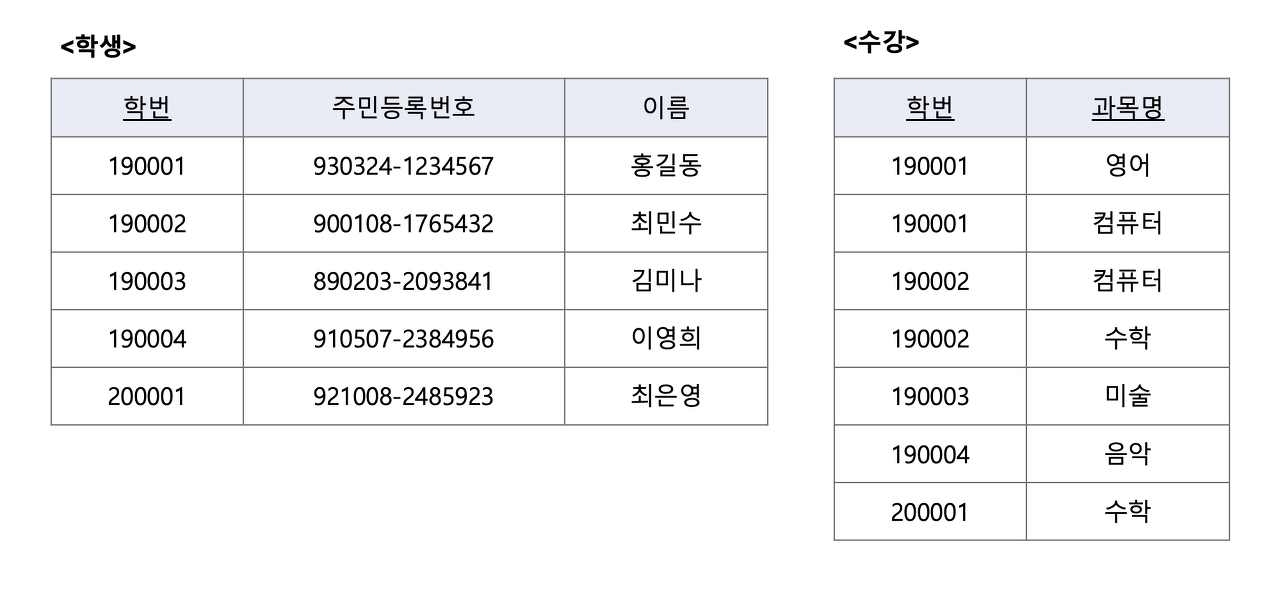 <학생>
학번 주민등록번호 이름
190001 930324-1234567 홍길동
190002 900108-1765432 최민수
190003 890203-2093841 김미나
190004 910507-2384956 이영희
200001 921008-2485923 최은영
<수강>
학번 과목명
190001 영어
190001 컴퓨터
190002 컴퓨터
190002 수학
190003 미술
190004 음악
200001 수학